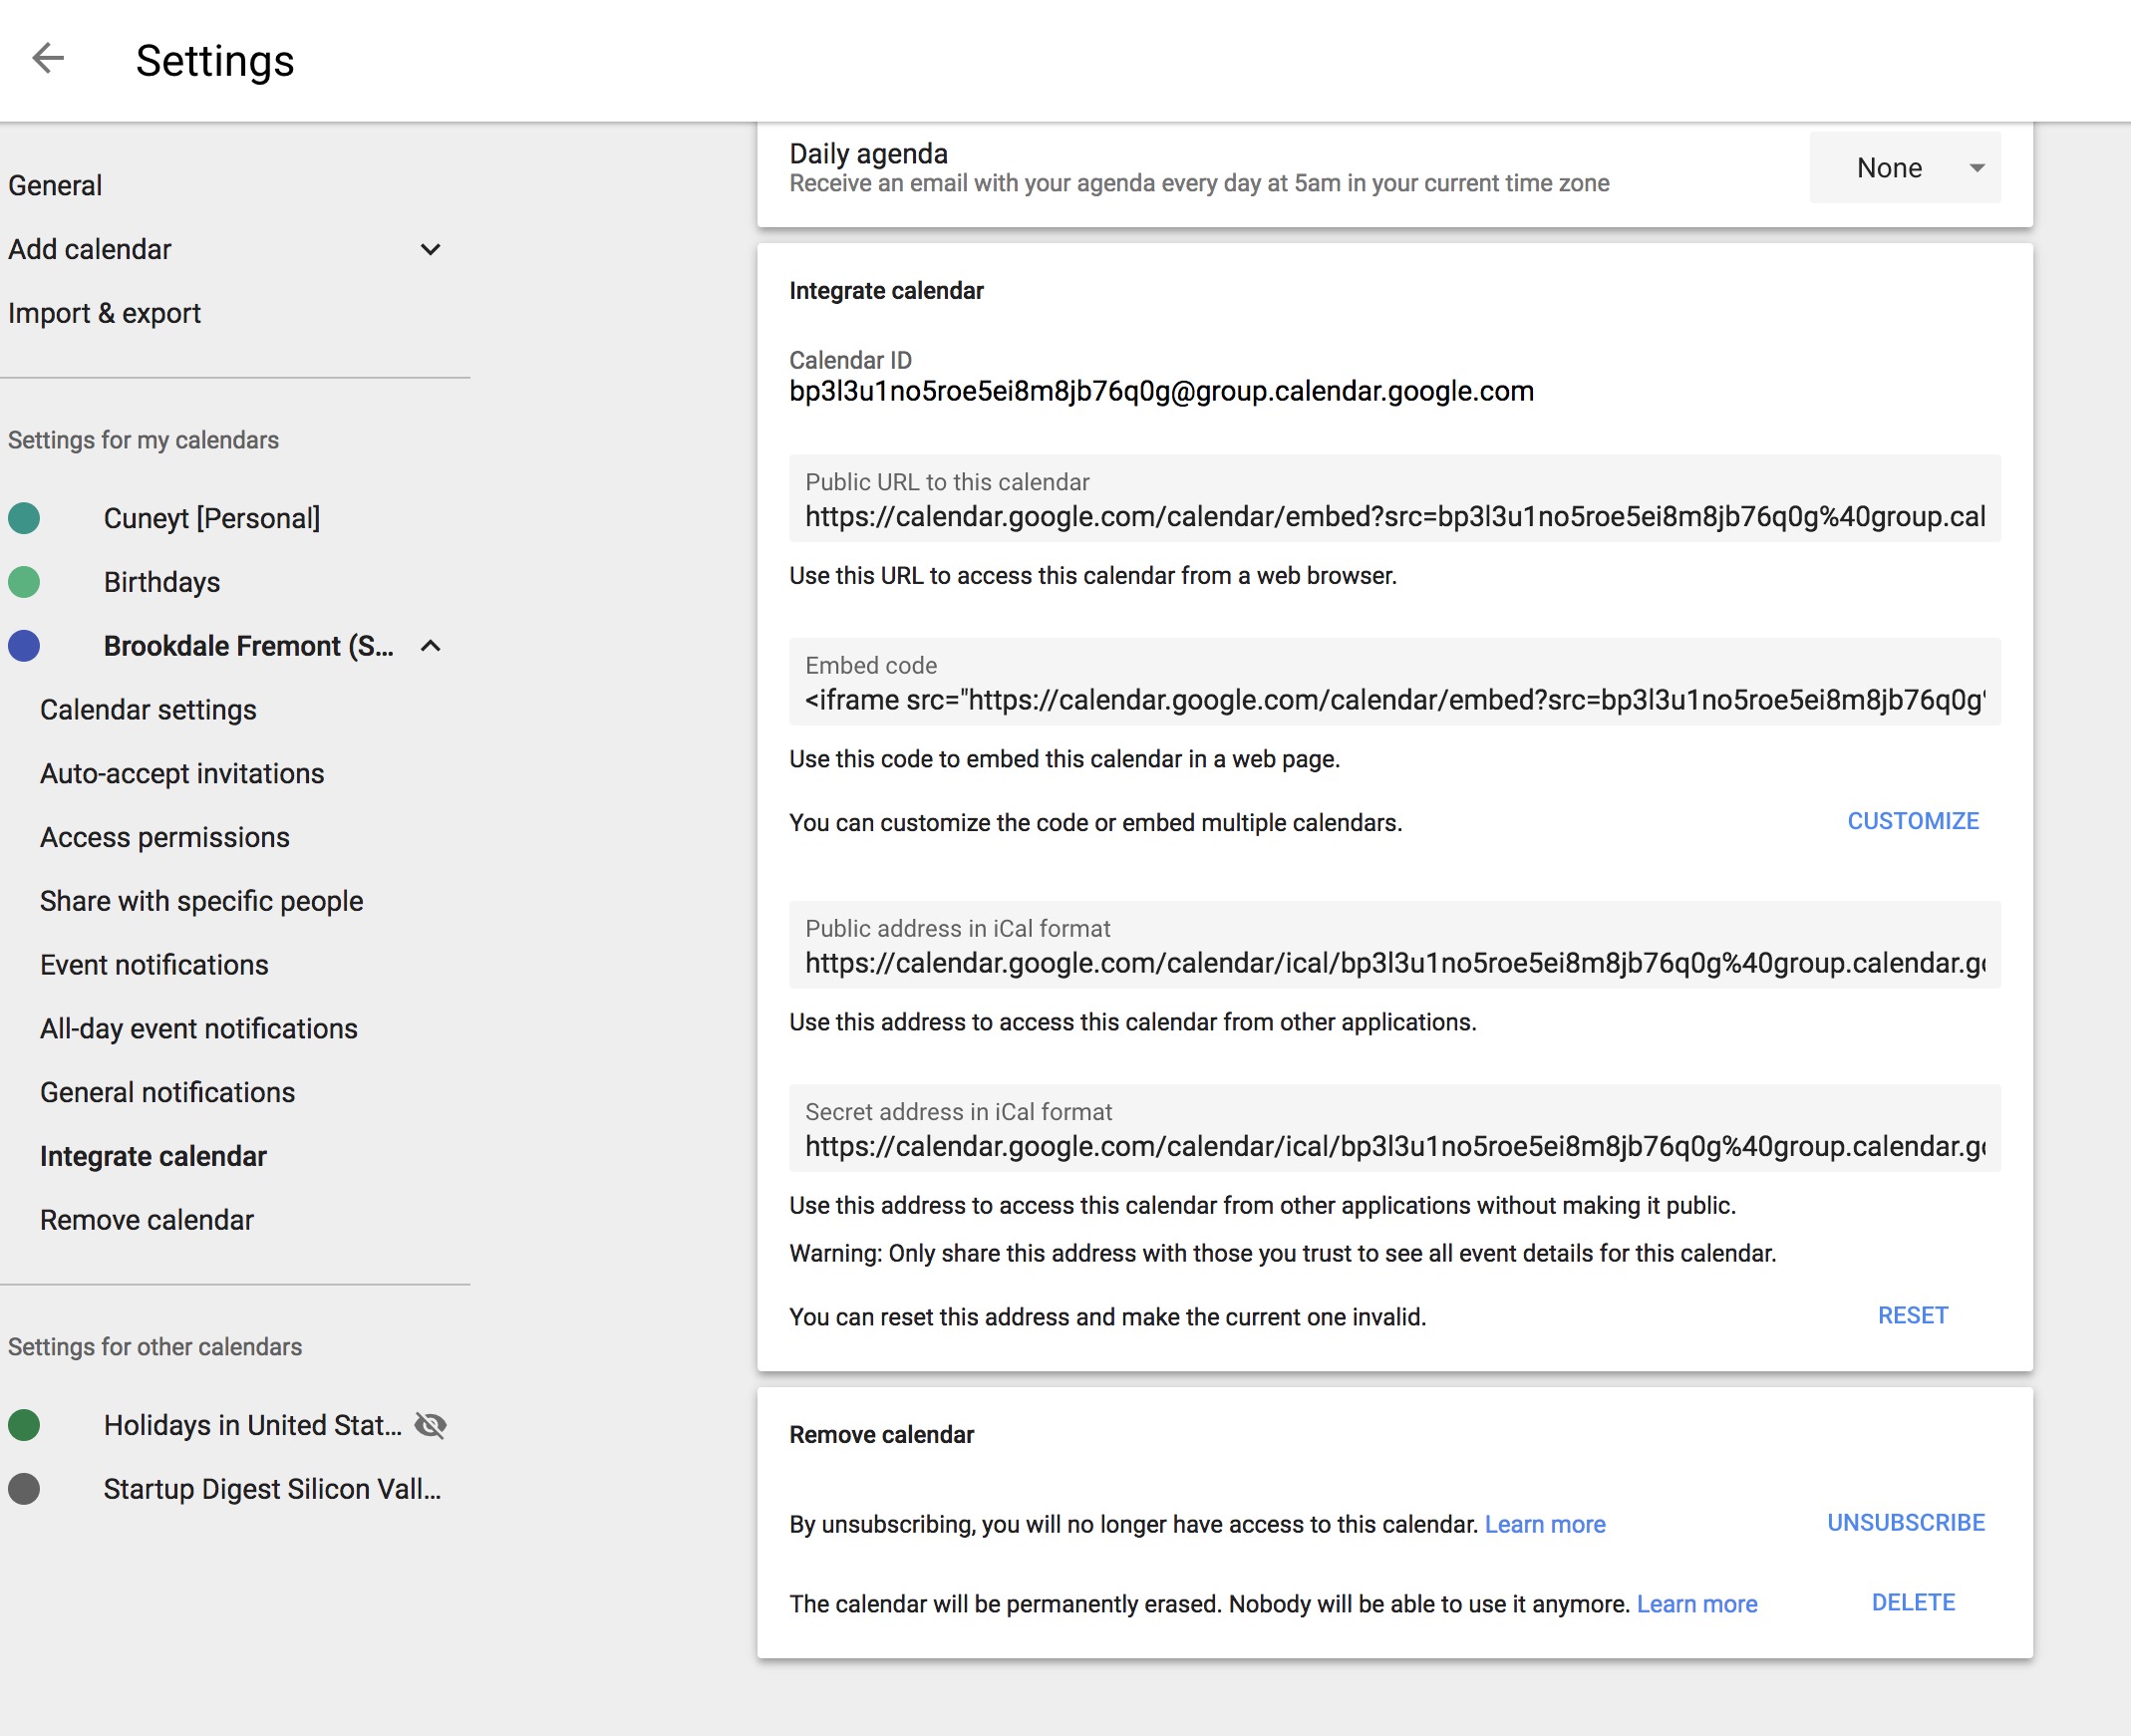 Settings
General
Add calendar
Import & export
Settings for my calendars
Cuneyt [Personal]
Birthdays
Brookdale Fremont (S...
Calendar settings
Auto-accept invitations
Access permissions
Share with specific people
Event notifications
All-day event notifications
General notifications
Integrate calendar
Remove calendar
Settings for other calendars
Holidays in United Stat...
Startup Digest Silicon Vall...
Daily agenda
Receive an email with your agenda every day at 5am in your current time zone
None
Integrate calendar
Calendar ID
bp3l3u1no5roe5ei8m8jb76q0g@group.calendar.google.com
Public URL to this calendar
https://calendar.google.com/calendar/embed?src=bp3l3u1no5roe5ei8m8jb76q0g%40group.cal
Use this URL to access this calendar from a web browser.
Embed code
<iframe src="https://calendar.google.com/calendar/embed?src=bp3l3u1no5roe5ei8m8jb76q0g
Use this code to embed this calendar in a web page.
You can customize the code or embed multiple calendars.
CUSTOMIZE
Public address in iCal format
https://calendar.google.com/calendar/ical/bp3l3u1no5roe5ei8m8jb76q0g%40group.calendar.g
Use this address to access this calendar from other applications.
Secret address in iCal format
https://calendar.google.com/calendar/ical/bp3l3u1no5roe5ei8m8jb76q0g%40group.calendar.g
Use this address to access this calendar from other applications without making it public.
Warning: Only share this address with those you trust to see all event details for this calendar.
You can reset this address and make the current one invalid.
RESET
Remove calendar
By unsubscribing, you will no longer have access to this calendar. Learn more
UNSUBSCRIBE
The calendar will be permanently erased. Nobody will be able to use it anymore. Learn more
DELETE